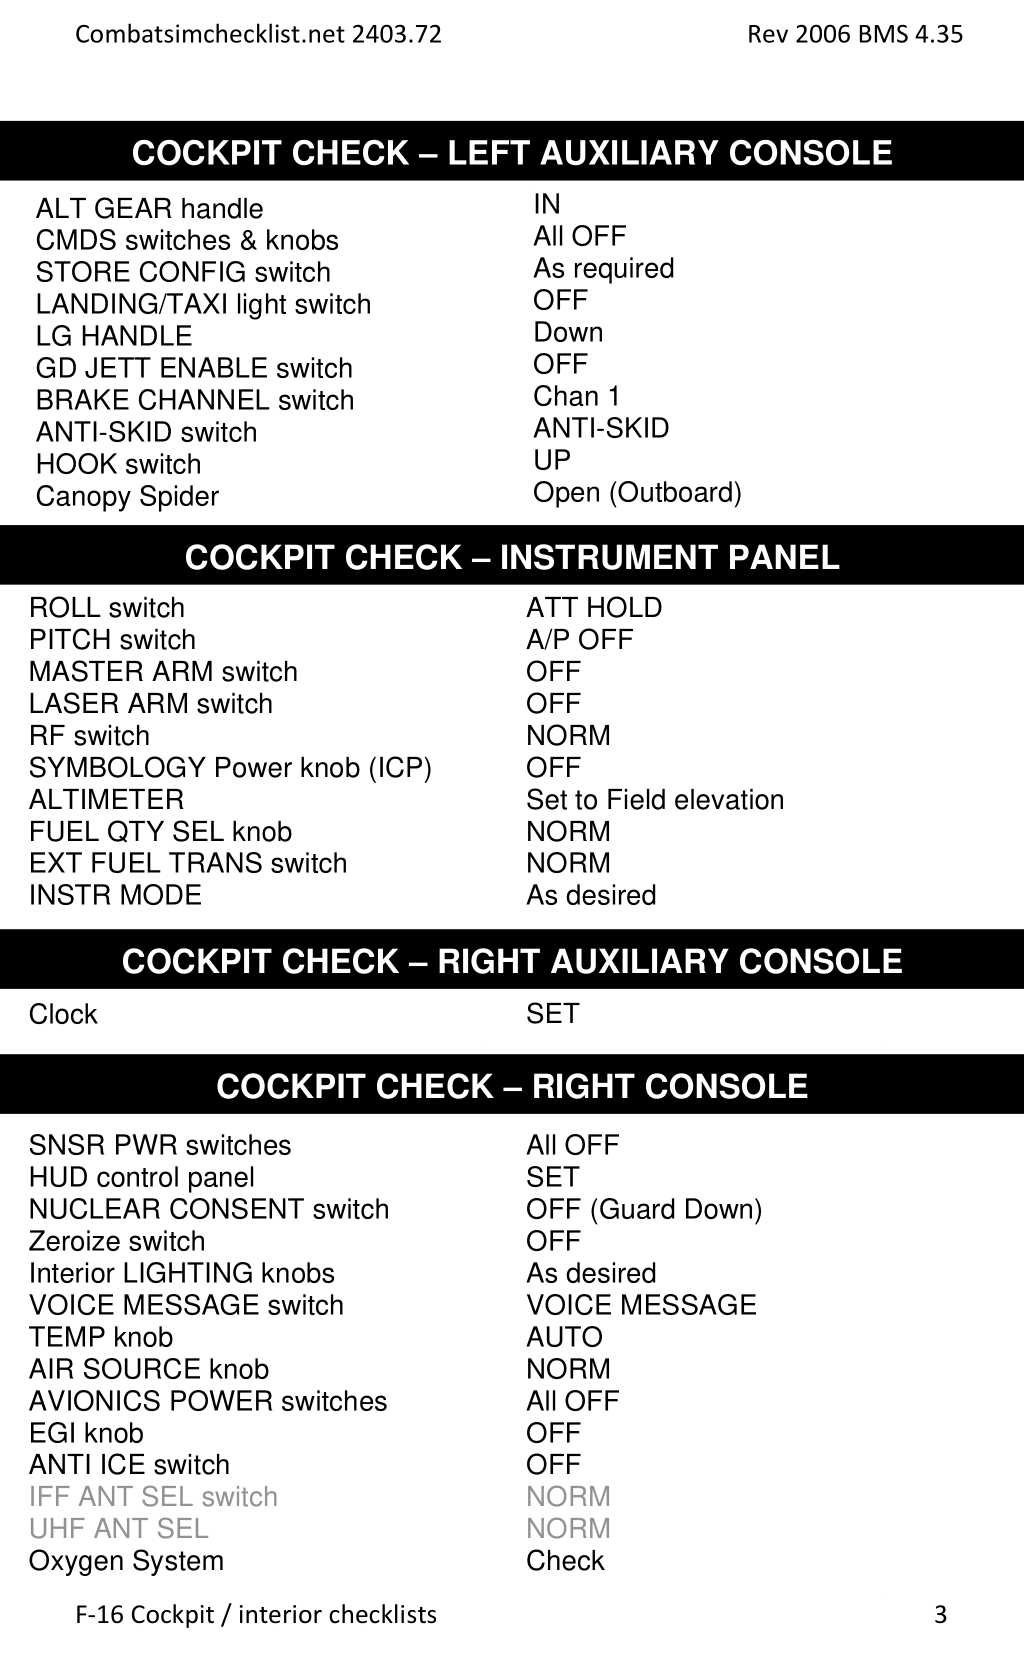 Combatsimchecklist.net 2403.72 Rev 2006 BMS 4.35
COCKPIT CHECK – LEFT AUXILIARY CONSOLE
ALT GEAR handle IN
CMDS switches & knobs All OFF
STORE CONFIG switch As required
LANDING/TAXI light switch OFF
LG HANDLE Down
GD JETT ENABLE switch OFF
BRAKE CHANNEL switch Chan 1
ANTI-SKID switch ANTI-SKID
HOOK switch UP
Canopy Spider Open (Outboard)
COCKPIT CHECK – INSTRUMENT PANEL
ROLL switch ATT HOLD
PITCH switch A/P OFF
MASTER ARM switch OFF
LASER ARM switch OFF
RF switch NORM
SYMBOLOGY Power knob (ICP) OFF
ALTIMETER Set to Field elevation
FUEL QTY SEL knob NORM
EXT FUEL TRANS switch NORM
INSTR MODE As desired
COCKPIT CHECK – RIGHT AUXILIARY CONSOLE
Clock SET
COCKPIT CHECK – RIGHT CONSOLE
SNSR PWR switches All OFF
HUD control panel SET
NUCLEAR CONSENT switch OFF (Guard Down)
Zeroize switch OFF
Interior LIGHTING knobs As desired
VOICE MESSAGE switch VOICE MESSAGE
TEMP knob AUTO
AIR SOURCE knob NORM
AVIONICS POWER switches All OFF
EGI knob OFF
ANTI ICE switch OFF
IFF ANT SEL switch NORM
UHF ANT SEL NORM
Oxygen System Check
F-16 Cockpit / interior checklists 3